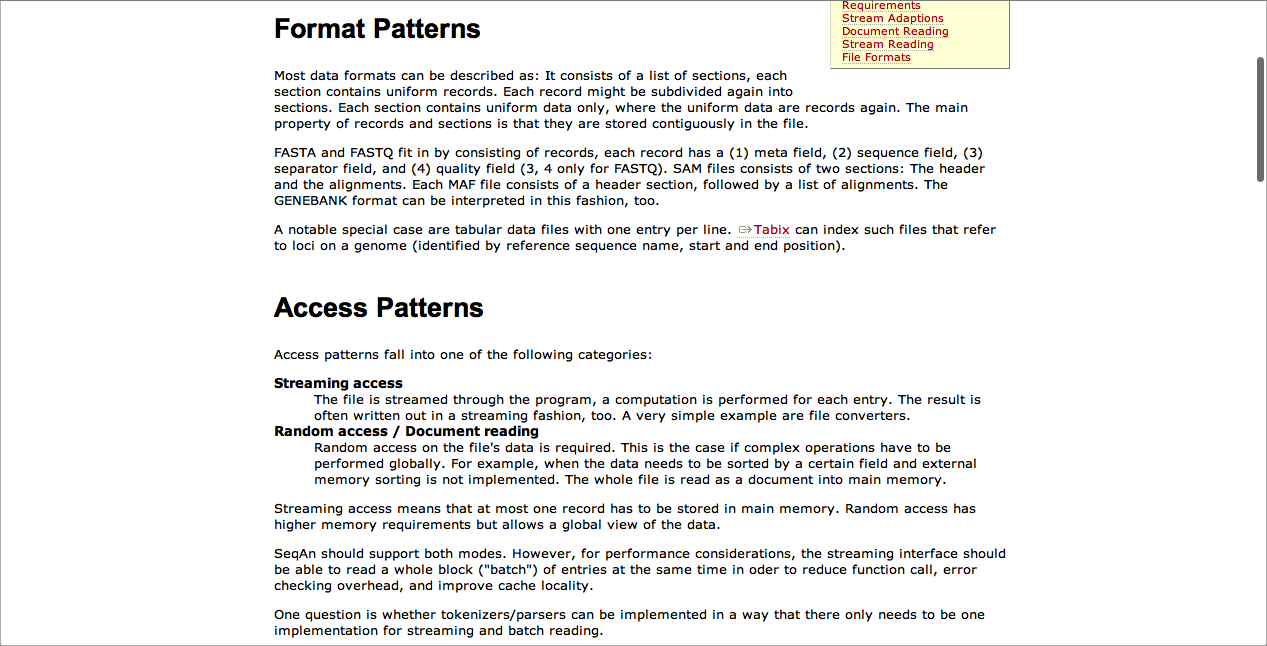 Requirements
Stream Adaptions
Document Reading
Stream Reading
File Formats
Format Patterns
Most data formats can be described as: It consists of a list of sections, each
section contains uniform records. Each record might be subdivided again into
sections. Each section contains uniform data only, where the uniform data are records again. The main
property of records and sections is that they are stored contiguously in the file.
FASTA and FASTQ fit in by consisting of records, each record has a (1) meta field, (2) sequence field, (3)
separator field, and (4) quality field (3, 4 only for FASTQ). SAM files consists of two sections: The header
and the alignments. Each MAF file consists of a header section, followed by a list of alignments. The
GENEBANK format can be interpreted in this fashion, too.
A notable special case are tabular data files with one entry per line. Tabix can index such files that refer
to loci on a genome (identified by reference sequence name, start and end position).
Access Patterns
Access patterns fall into one of the following categories:
Streaming access
The file is streamed through the program, a computation is performed for each entry. The result is
often written out in a streaming fashion, too. A very simple example are file converters.
Random access / Document reading
Random access on the file's data is required. This is the case if complex operations have to be
performed globally. For example, when the data needs to be sorted by a certain field and external
memory sorting is not implemented. The whole file is read as a document into main memory.
Streaming access means that at most one record has to be stored in main memory. Random access has
higher memory requirements but allows a global view of the data.
SeqAn should support both modes. However, for performance considerations, the streaming interface should
be able to read a whole block ("batch") of entries at the same time in oder to reduce function call, error
checking overhead, and improve cache locality.
One question is whether tokenizers/parsers can be implemented in a way that there only needs to be one
implementation for streaming and batch reading.